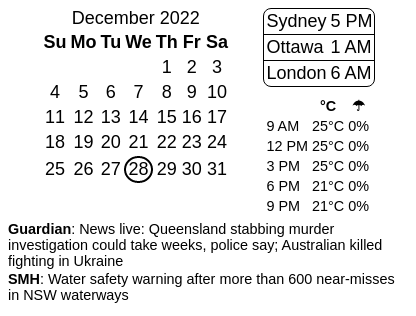 December 2022
Su Mo Tu We Th Fr Sa
1 2 3
4 5 6 7 8 9 10
11 12 13 14 15 16 17
18 19 20 21 22 23 24
25 26 27 28 29 30 31
Sydney 5 PM
Ottawa 1 AM
London 6 AM
°C ☂
9 AM 25°C 0%
12 PM 25°C 0%
3 PM 25°C 0%
6 PM 21°C 0%
9 PM 21°C 0%
Guardian: News live: Queensland stabbing murder
investigation could take weeks, police say; Australian killed
fighting in Ukraine
SMH: Water safety warning after more than 600 near-misses
in NSW waterways